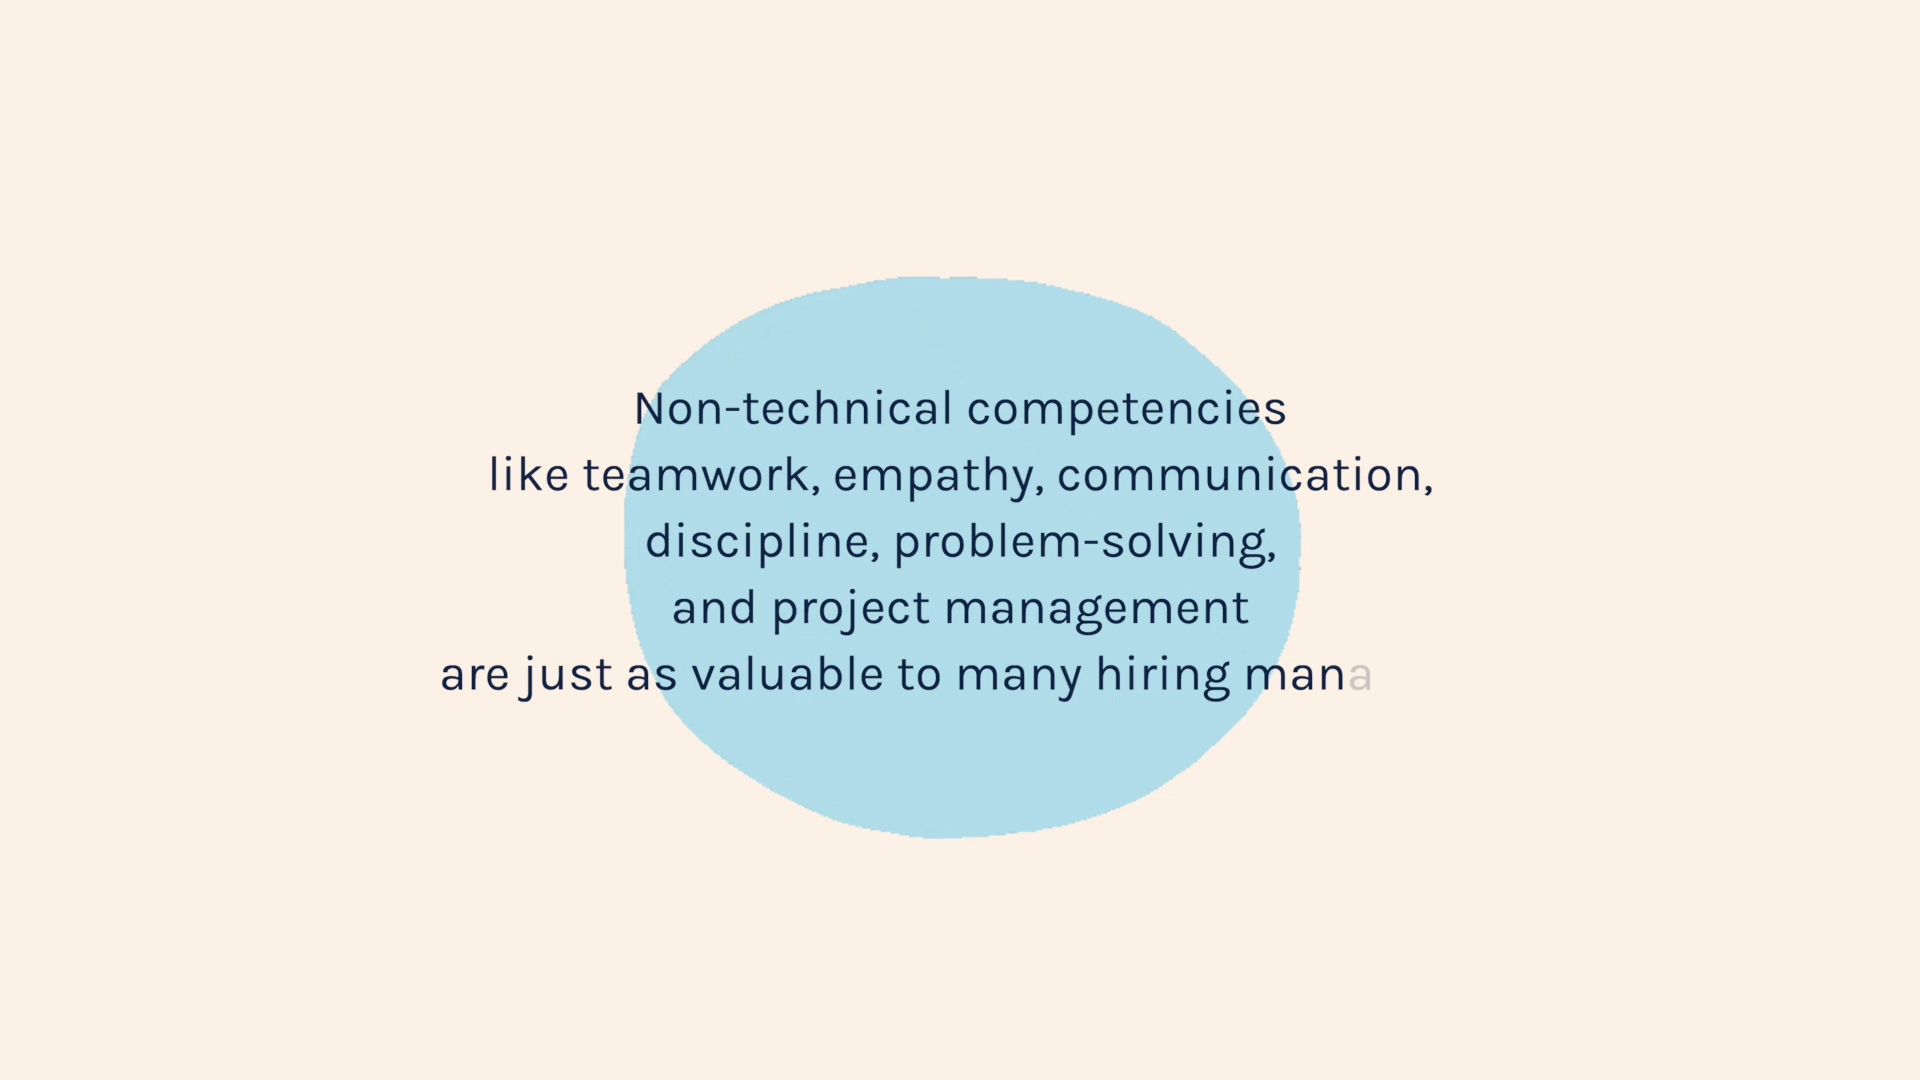 Non-technical competencies
like teamwork, empathy, communication,
discipline, problem-solving,
and project management
are just as valuable to many hiring mana